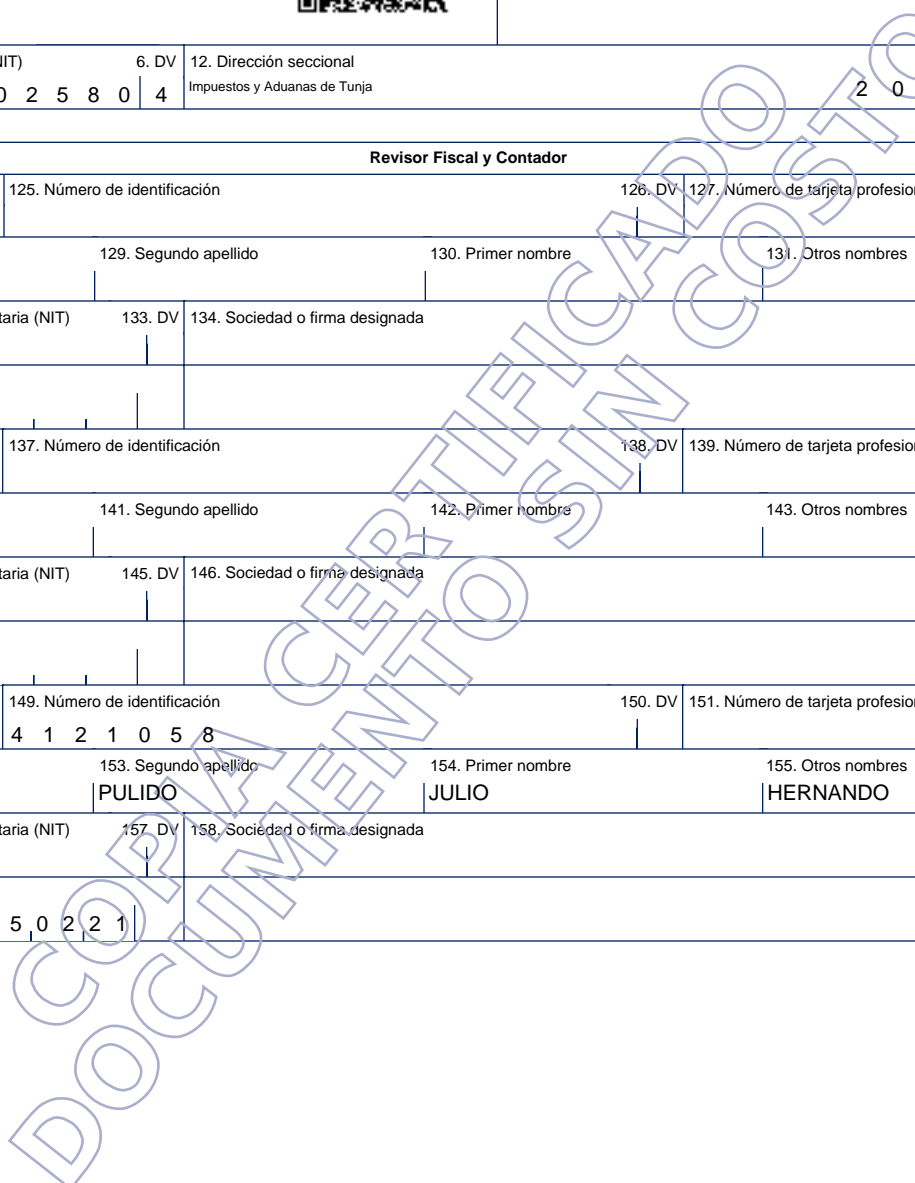 NIT) 6. DV 12. Dirección seccional
0 2 5 8 0 4 Impuestos y Aduanas de Tunja 2 0
Revisor Fiscal y Contador
125. Número de identificación 126. DV 127. Número de tarjeta profesion
129. Segundo apellido 130. Primer nombre 131. Otros nombres
taria (NIT) 133. DV 134. Sociedad o firma designada
137. Número de identificación 138. DV 139. Número de tarjeta profesion
141. Segundo apellido 142. Primer nombre 143. Otros nombres
taria (NIT) 145. DV 146. Sociedad o firma designada
149. Número de identificación 150. DV 151. Número de tarjeta profesion
4 1 2 1 0 5 8
153. Segundo apellido 154. Primer nombre 155. Otros nombres
PULIDO JULIO HERNANDO
taria (NIT) 157. DV 158. Sociedad o firma designada
5 0 2 2 1
COPIA CERTIFICADO
DOCUMENTO SIN COSTO